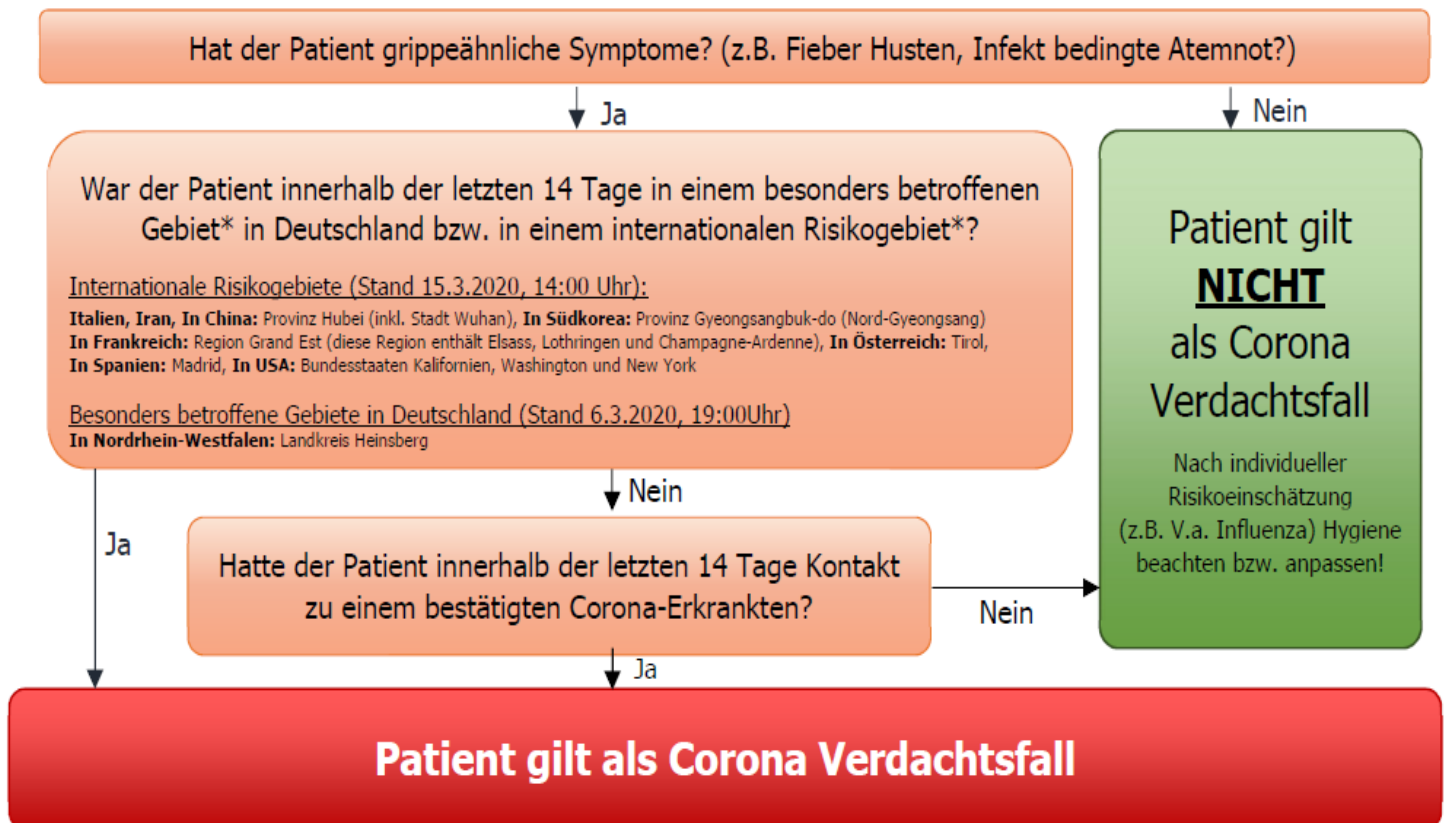 Hat der Patient grippeähnliche Symptome? (z.B. Fieber Husten, Infekt bedingte Atemnot?)
Ja
Nein
War der Patient innerhalb der letzten 14 Tage in einem besonders betroffenen
Gebiet* in Deutschland bzw. in einem internationalen Risikogebiet*?
Internationale Risikogebiete (Stand 15.3.2020, 14:00 Uhr):
Italien, Iran, In China: Provinz Hubei (inkl. Stadt Wuhan), In Südkorea: Provinz Gyeongsangbuk-do (Nord-Gyeongsang)
In Frankreich: Region Grand Est (diese Region enthält Elsass, Lothringen und Champagne-Ardenne), In Österreich: Tirol,
In Spanien: Madrid, In USA: Bundesstaaten Kalifornien, Washington und New York
Besonders betroffene Gebiete in Deutschland (Stand 6.3.2020, 19:00Uhr)
In Nordrhein-Westfalen: Landkreis Heinsberg
Patient gilt
NICHT
als Corona
Verdachtsfall
Nach individueller
Risikoeinschätzung
(z.B. V.a. Influenza) Hygiene
beachten bzw. anpassen!
Nein
Ja
Hatte der Patient innerhalb der letzten 14 Tage Kontakt
zu einem bestätigten Corona-Erkrankten?
Nein
Ja
Patient gilt als Corona Verdachtsfall